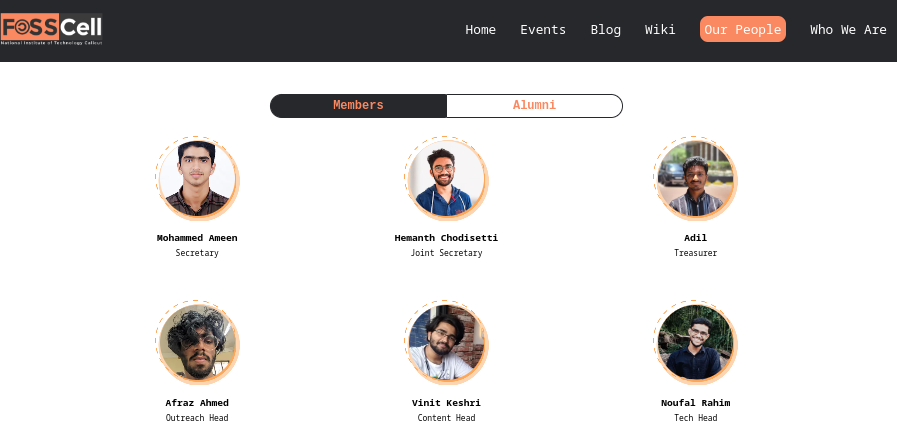 FOSSCell
National Institute of Technology Calicut
Home Events Blog Wiki Our People Who We Are
Members Alumni
Mohammed Ameen
Secretary
Hemanth Chodisetti
Joint Secretary
Adil
Treasurer
Afraz Ahmed
Outreach Head
Vinit Keshri
Content Head
Noufal Rahim
Tech Head